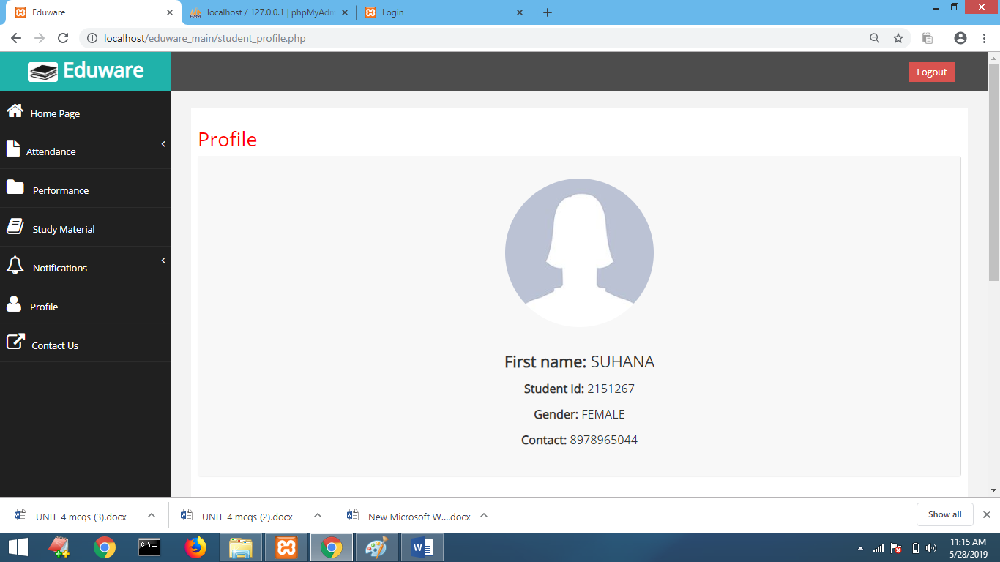 Eduware
localhost / 127.0.0.1 | phpMyAdm
Login
localhost/eduware_main/student_profile.php
Eduware
Logout
Home Page
Attendance
Performance
Study Material
Notifications
Profile
Contact Us
Profile
First name: SUHANA
Student Id: 2151267
Gender: FEMALE
Contact: 8978965044
UNIT-4 mcqs (3).docx
UNIT-4 mcqs (2).docx
New Microsoft W....docx
Show all
11:15 AM
5/28/2019